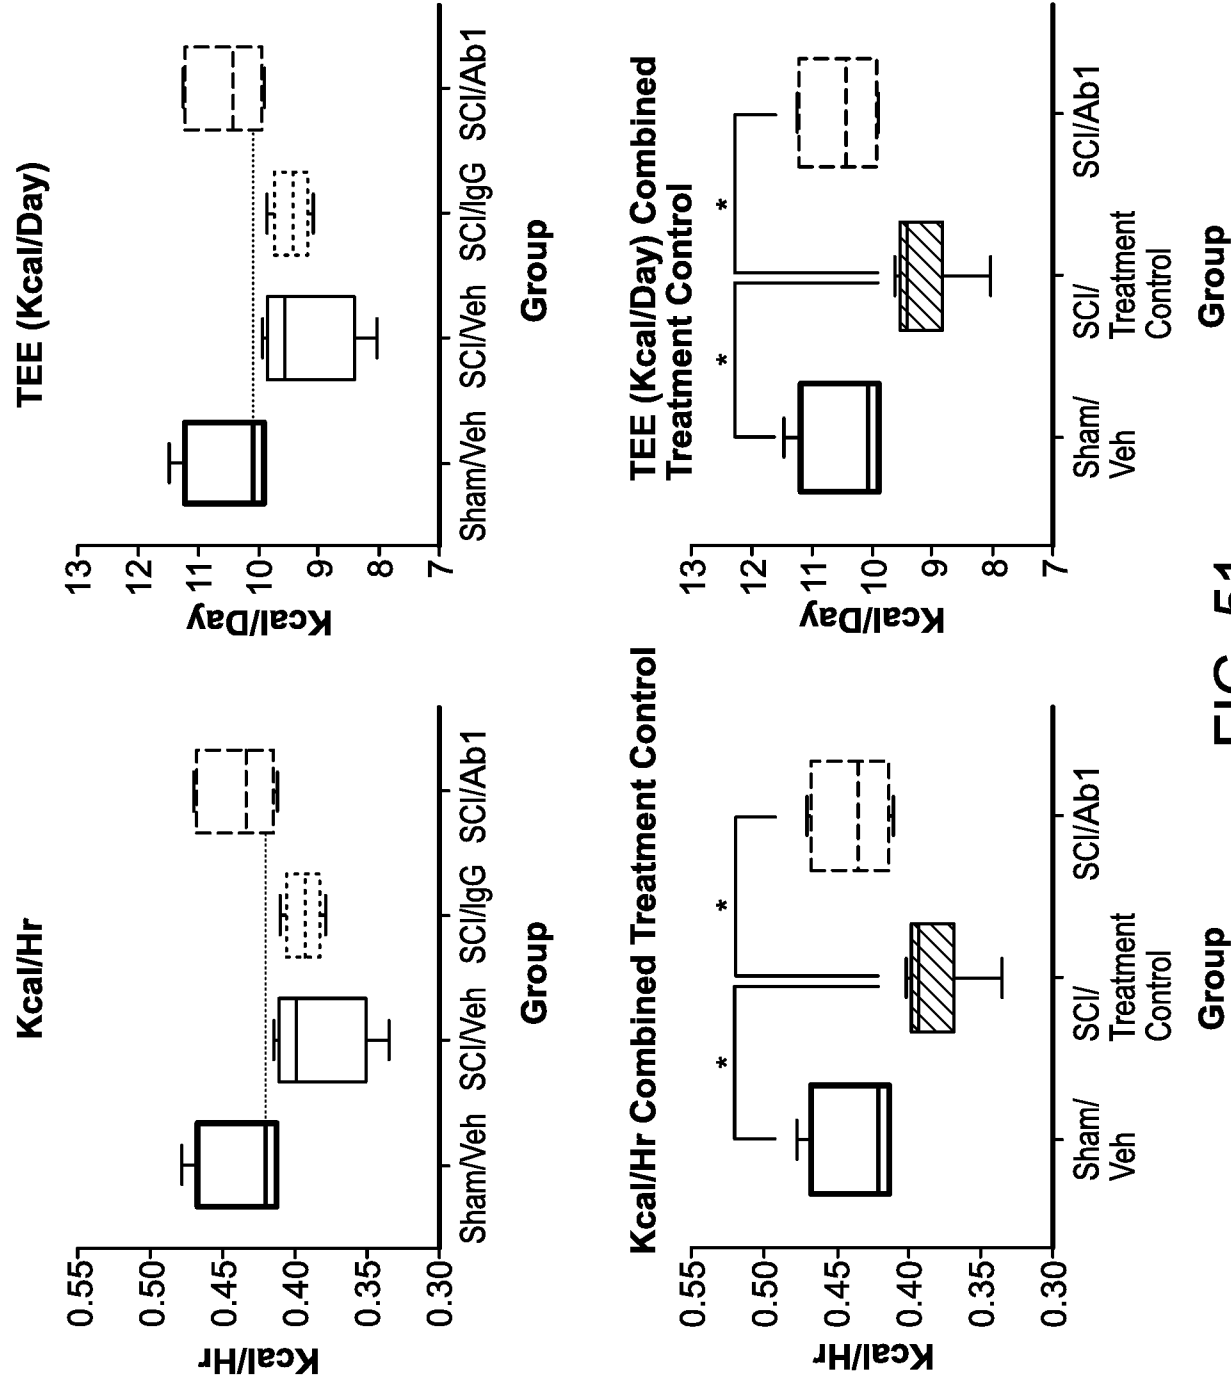 Kcal/Hr
Kcal/Hr
0.55
0.50
0.42
0.40
0.35
0.30
Sham/Veh SCI/Veh SCI/IgG SCI/Ab1
Group
TEE (Kcal/Day)
Kcal/Day
13
12
11
10
9
8
7
Sham/Veh SCI/Veh SCI/IgG SCI/Ab1
Group
Kcal/Hr Combined Treatment Control
Kcal/Hr
0.55
0.50
0.42
0.40
0.35
0.30
* *
Sham/ SCI/ SCI/Ab1
Veh Treatment
Control
Group
TEE (Kcal/Day) Combined
Treatment Control
Kcal/Day
13
12
11
10
9
8
7
* *
Sham/ SCI/ SCI/Ab1
Veh Treatment
Control
Group
FIG. 51